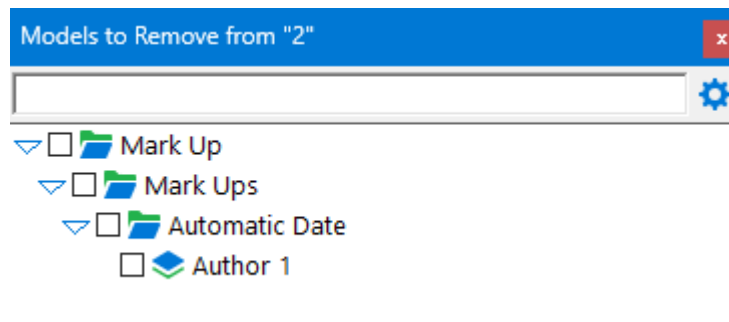 Models to Remove from "2"
x
Mark Up
Mark Ups
Automatic Date
Author 1